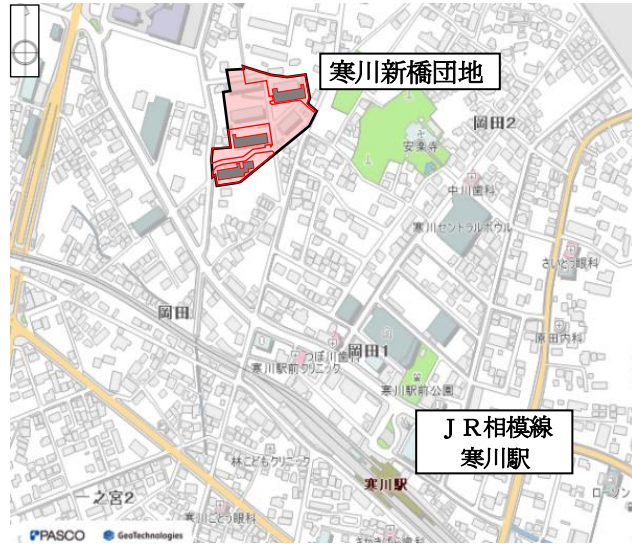 寒川新橋団地
岡田2
安楽寺
中川歯科
寒川セントラルボウル
さいとう眼科
岡田
原田内科
岡田1
つぼ川歯科
寒川駅前クリニック
寒川駅前公園
ＪＲ相模線
寒川駅
林こどもクリニック
寒川駅
一之宮2
ローソン
寒川ごとう眼科
PASCO
GeoTechnologies